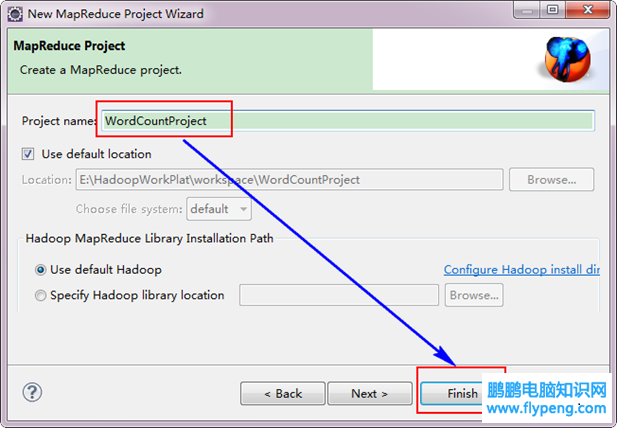 New MapReduce Project Wizard
MapReduce Project
Create a MapReduce project.
Project name: WordCountProject
Use default location
Location: E:\HadoopWorkPlat\workspace\WordCountProject Browse...
Choose file system: default
Hadoop MapReduce Library Installation Path
Use default Hadoop Configure Hadoop install dir
Specify Hadoop library location Browse...
? < Back Next > Finish
鹏鹏电脑知识网
www.flypeng.com